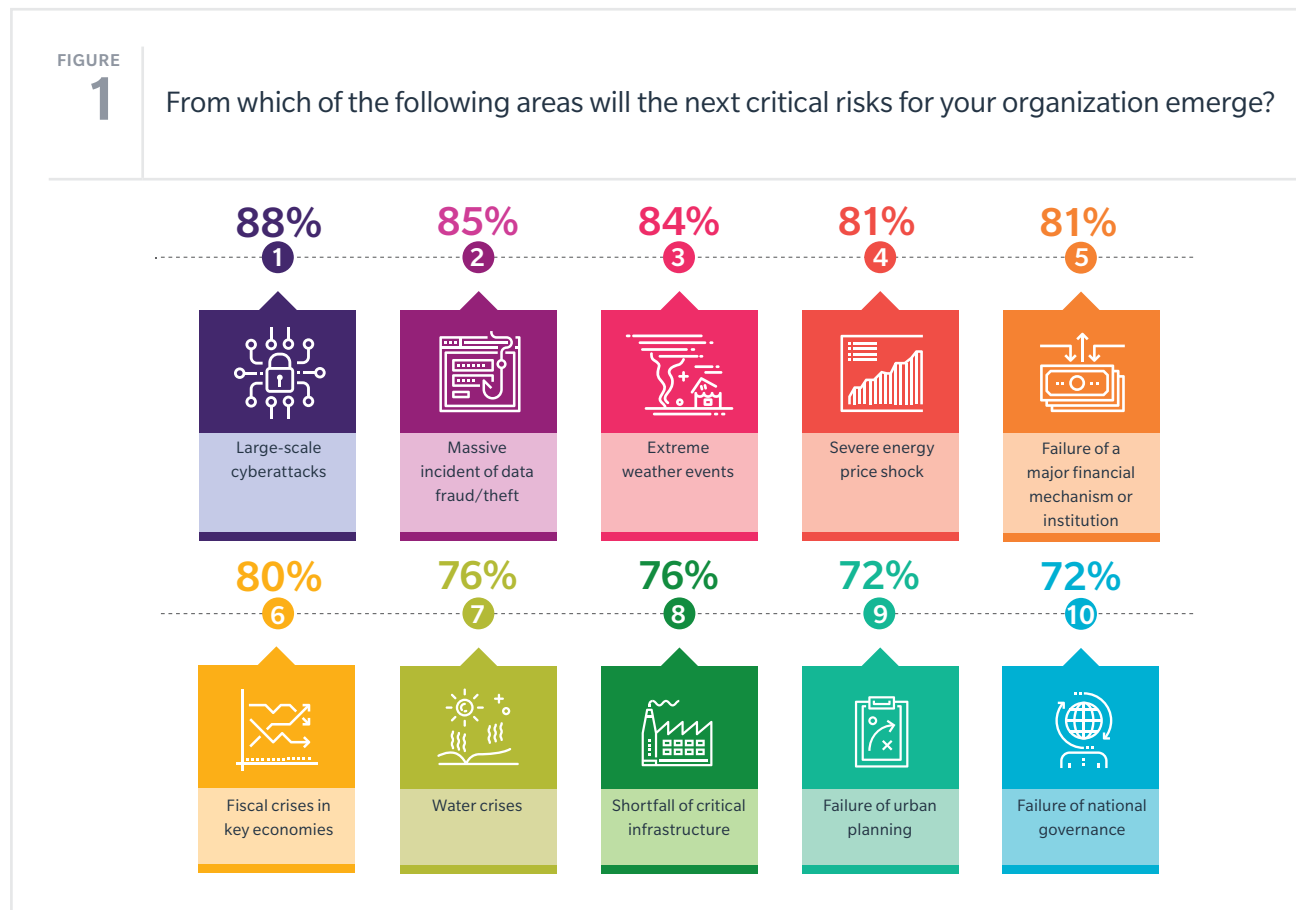 FIGURE
1
From which of the following areas will the next critical risks for your organization emerge?
88%
85%
84%
81%
81%
1
2
3
4
5
Large-scale
cyberattacks
Massive
incident of data
fraud/theft
Extreme
weather events
Severe energy
price shock
Failure of a
major financial
mechanism or
institution
80%
76%
76%
72%
72%
6
7
8
9
10
Fiscal crises in
key economies
Water crises
Shortfall of critical
infrastructure
Failure of urban
planning
Failure of national
governance